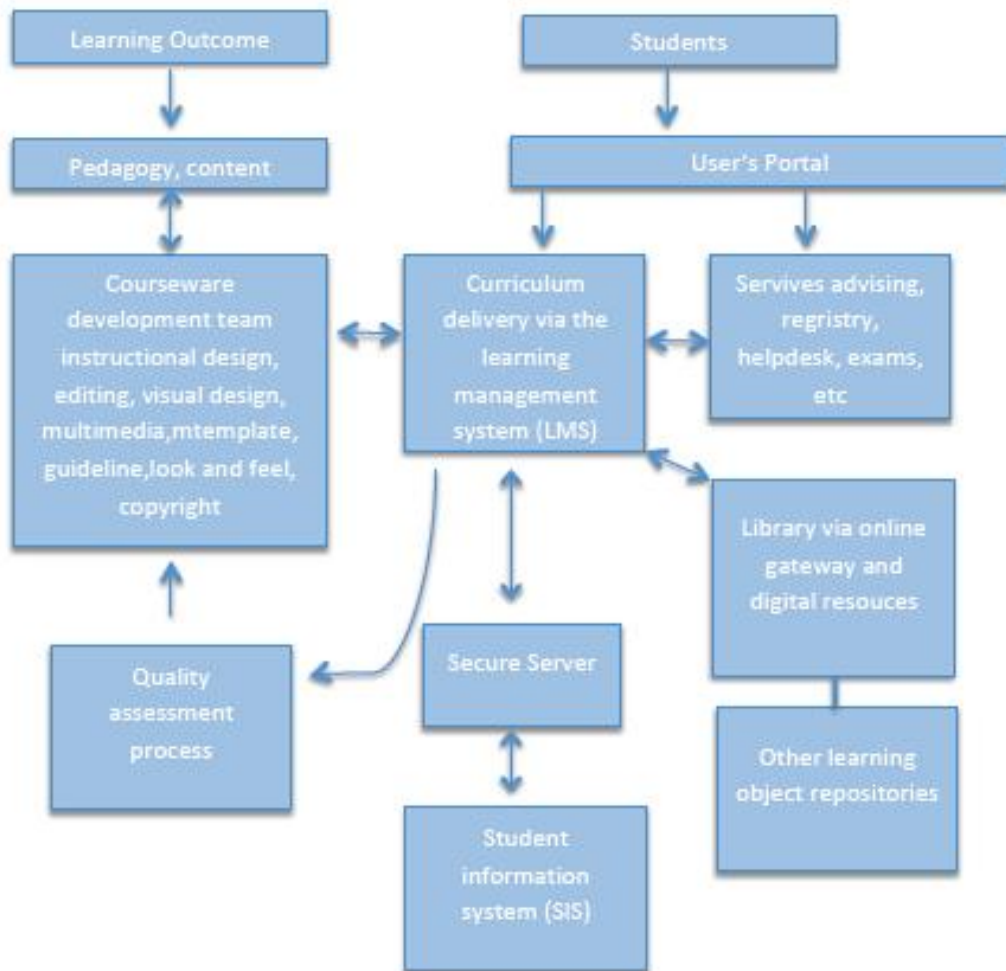 Learning Outcome
Students
Pedagogy, content
User's Portal
Courseware
development team
instructional design,
editing, visual design,
multimedia,mtemplate,
guideline,look and feel,
copyright
Curriculum
delivery via the
learning
management
system (LMS)
Servives advising,
regristry,
helpdesk, exams,
etc
Library via online
gateway and
digital resouces
Quality
assessment
process
Secure Server
Other learning
object repositories
Student
information
system (SIS)